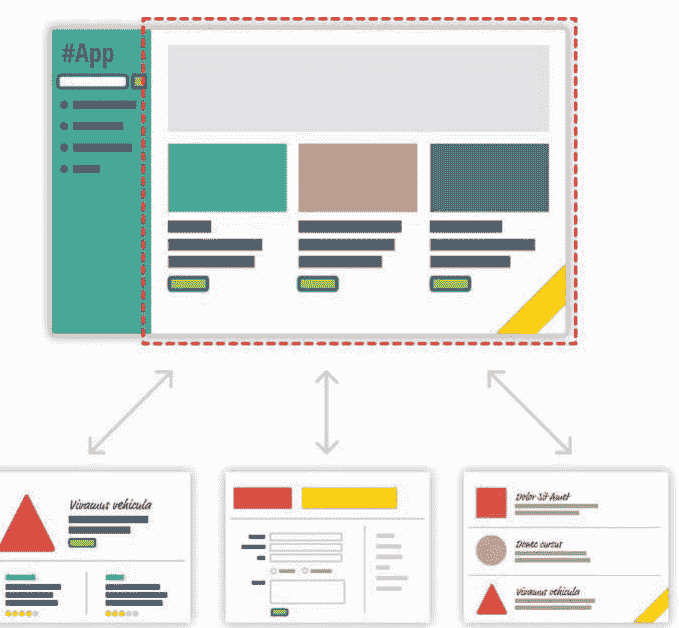 #App
Vivamus vehicula
Dolor Sit Amet
Donec cursus
Vivamus vehicula